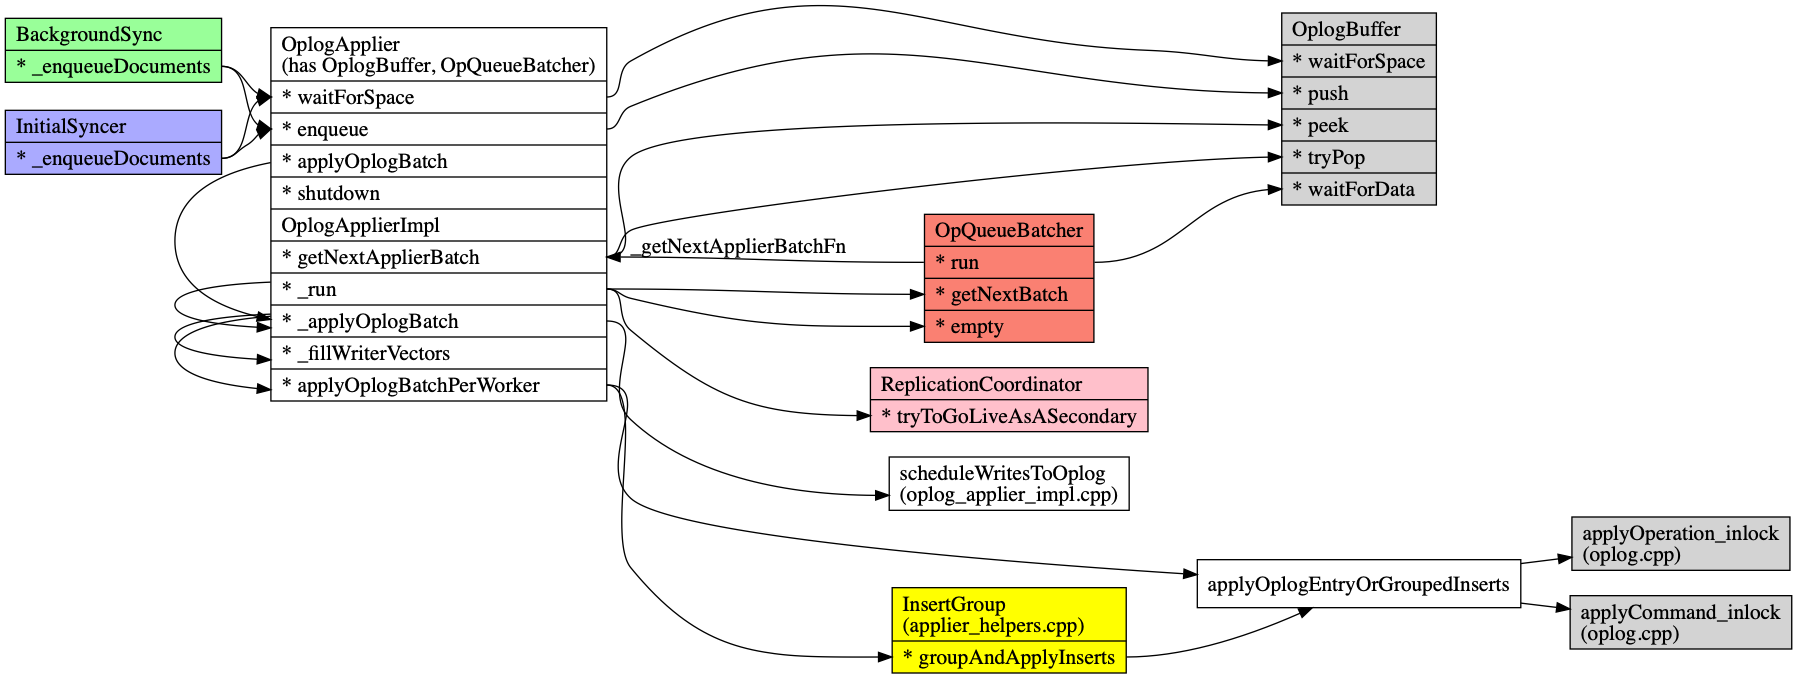 BackgroundSync
* _enqueueDocuments
InitialSyncer
* _enqueueDocuments
OplogApplier
(has OplogBuffer, OpQueueBatcher)
* waitForSpace
* enqueue
* applyOplogBatch
* shutdown
OplogApplierImpl
* getNextApplierBatch
* _run
* _applyOplogBatch
* _fillWriterVectors
* applyOplogBatchPerWorker
_getNextApplierBatchFn
OplogBuffer
* waitForSpace
* push
* peek
* tryPop
* waitForData
OpQueueBatcher
* run
* getNextBatch
* empty
ReplicationCoordinator
* tryToGoLiveAsASecondary
scheduleWritesToOplog
(oplog_applier_impl.cpp)
InsertGroup
(applier_helpers.cpp)
* groupAndApplyInserts
applyOplogEntryOrGroupedInserts
applyOperation_inlock
(oplog.cpp)
applyCommand_inlock
(oplog.cpp)